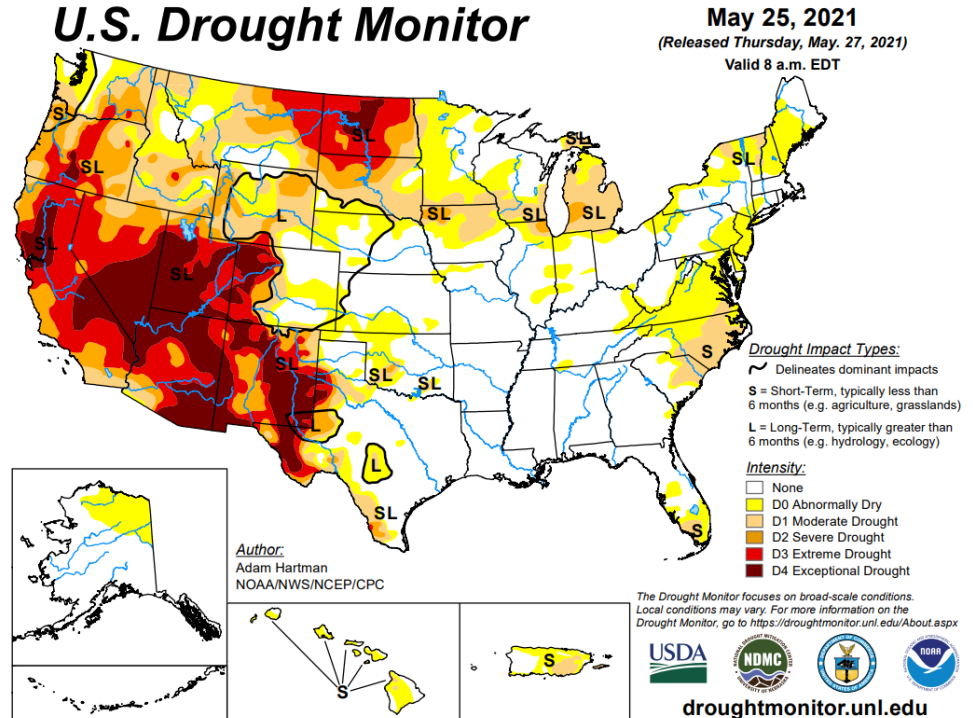 U.S. Drought Monitor
May 25, 2021
(Released Thursday, May. 27, 2021)
Valid 8 a.m. EDT
S
SL
SL
SL
L
SL
SL
SL
SL
SL
SL
SL
SL
SL
SL
L
L
SL
S
S
Drought Impact Types:
Delineates dominant impacts
S = Short-Term, typically less than
6 months (e.g. agriculture, grasslands)
L = Long-Term, typically greater than
6 months (e.g. hydrology, ecology)
Intensity:
None
D0 Abnormally Dry
D1 Moderate Drought
D2 Severe Drought
D3 Extreme Drought
D4 Exceptional Drought
Author:
Adam Hartman
NOAA/NWS/NCEP/CPC
S
S
The Drought Monitor focuses on broad-scale conditions.
Local conditions may vary. For more information on the
Drought Monitor, go to https://droughtmonitor.unl.edu/About.aspx
USDA
NDMC
NOAA
droughtmonitor.unl.edu